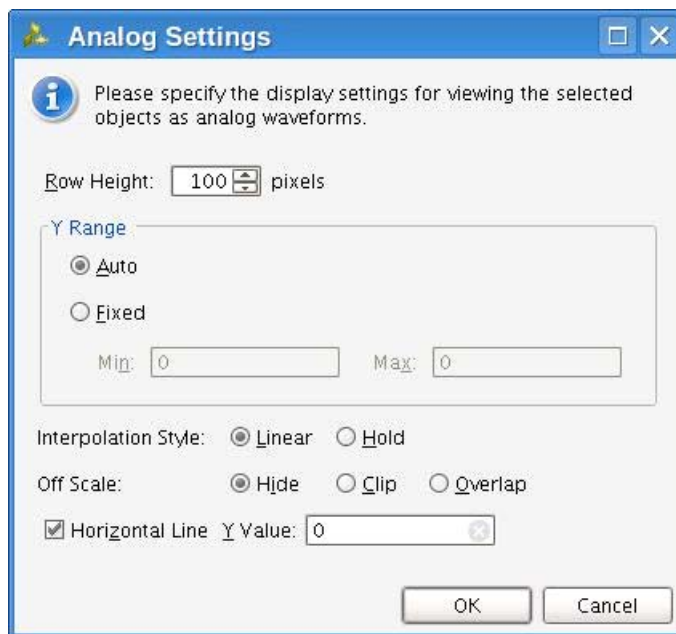 Analog Settings
Please specify the display settings for viewing the selected
objects as analog waveforms.
Row Height: 100 pixels
Y Range
Auto
Fixed
Min: 0 Max: 0
Interpolation Style: Linear Hold
Off Scale: Hide Clip Overlap
Horizontal Line Y Value: 0
OK Cancel